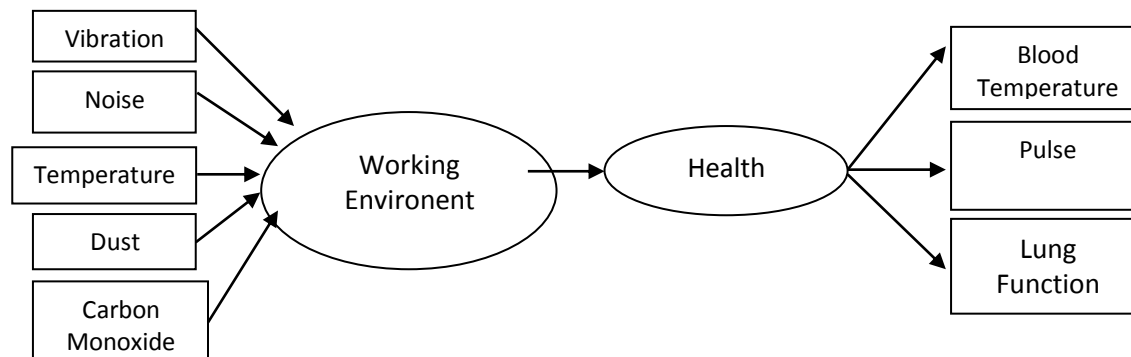 Vibration
Noise
Temperature
Dust
Carbon
Monoxide
Working
Environent
Health
Blood
Temperature
Pulse
Lung
Function